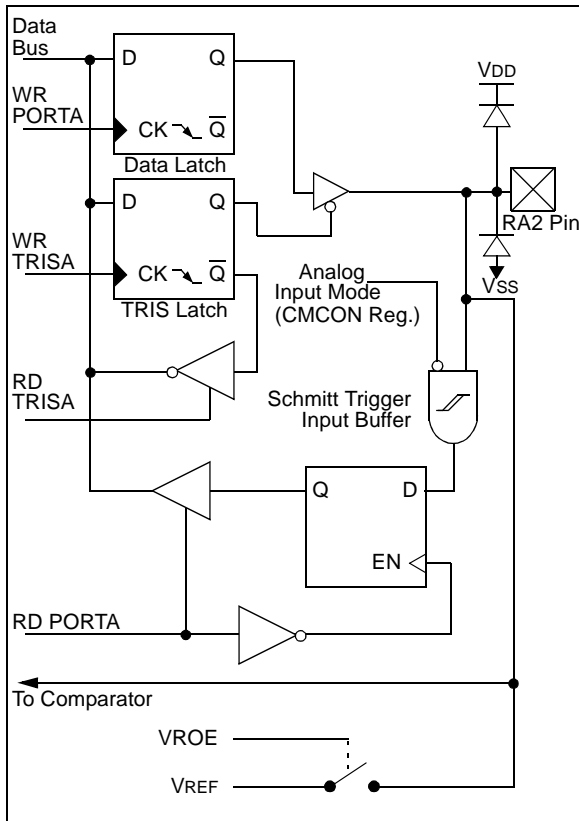 Data
Bus
D
Q
WR
PORTA
CK
Q̅
Data Latch
VDD
D
Q
RA2 Pin
WR
TRISA
CK
Q̅
TRIS Latch
Analog
Input Mode
(CMCON Reg.)
VSS
RD
TRISA
Schmitt Trigger
Input Buffer
Q
D
EN
RD PORTA
To Comparator
VROE
VREF